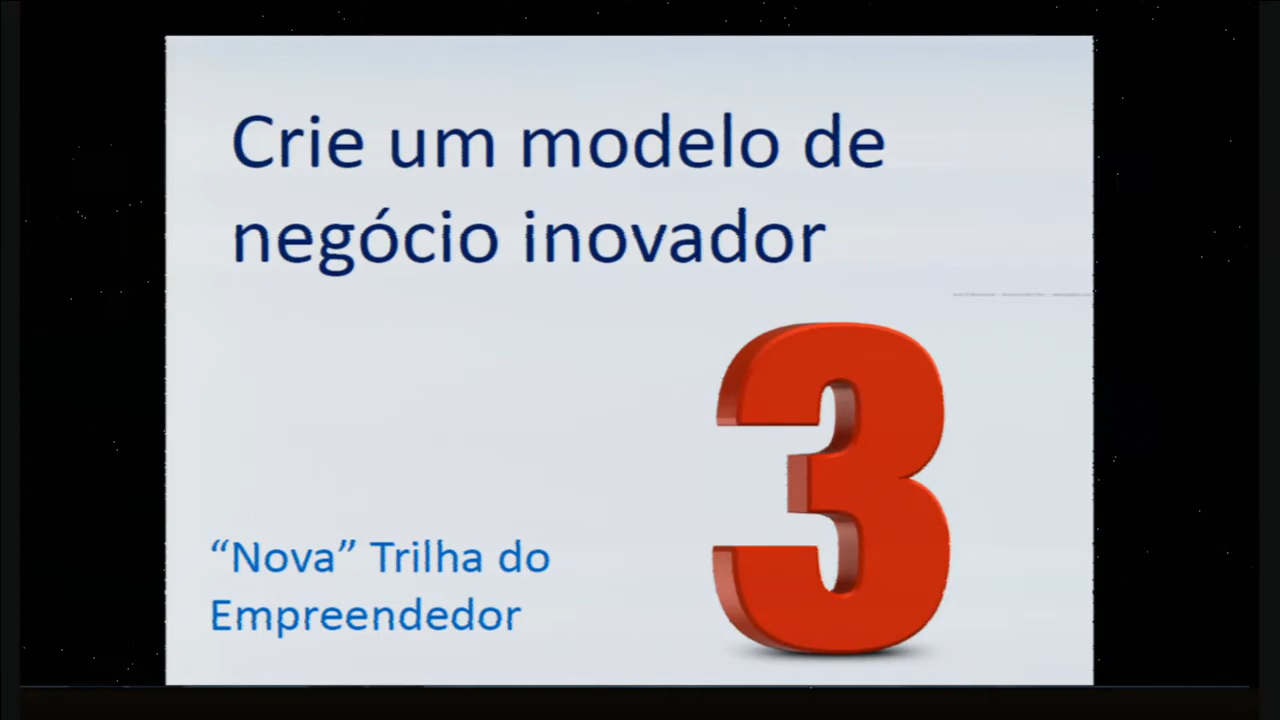 Crie um modelo de
negócio inovador
3
“Nova” Trilha do
Empreendedor